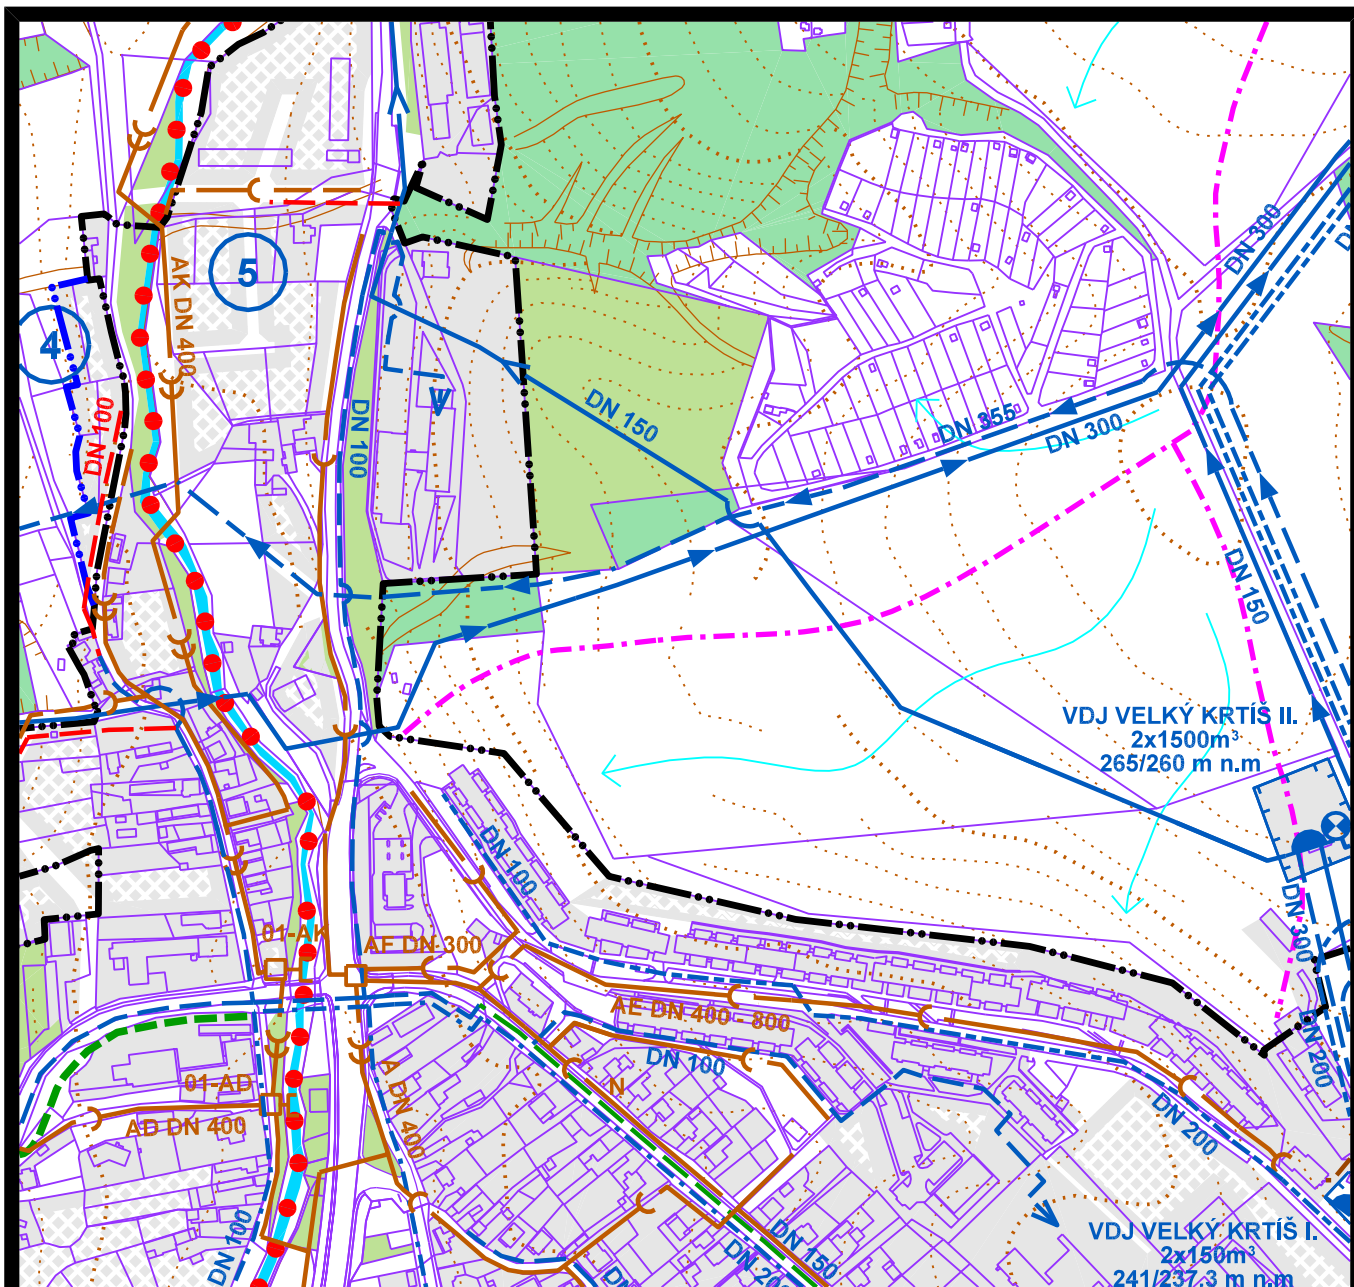 5
4
AK DN 400
DN 100
DN 100
DN 150
DN 355
DN 300
DN 300
DN 150
VDJ VELKÝ KRTÍŠ II.
2x1500m³
265/260 m n.m
DN 100
01-AK
AF DN 300
DN 300
AE DN 400 - 800
DN 100
DN 200
N
A DN 400
01-AD
AD DN 400
DN 200
DN 100
DN 150
DN 20
DN
VDJ VELKÝ KRTÍŠ I.
2x150m³
241/237,3 m n.m